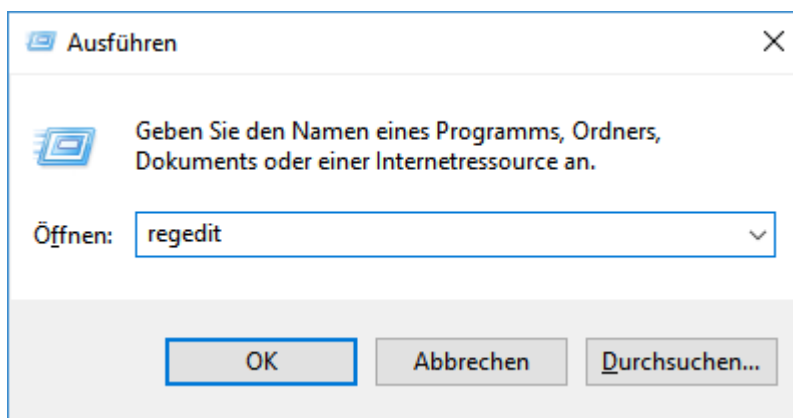 Ausführen
Geben Sie den Namen eines Programms, Ordners,
Dokuments oder einer Internetressource an.
Öffnen: regedit
OK Abbrechen Durchsuchen...